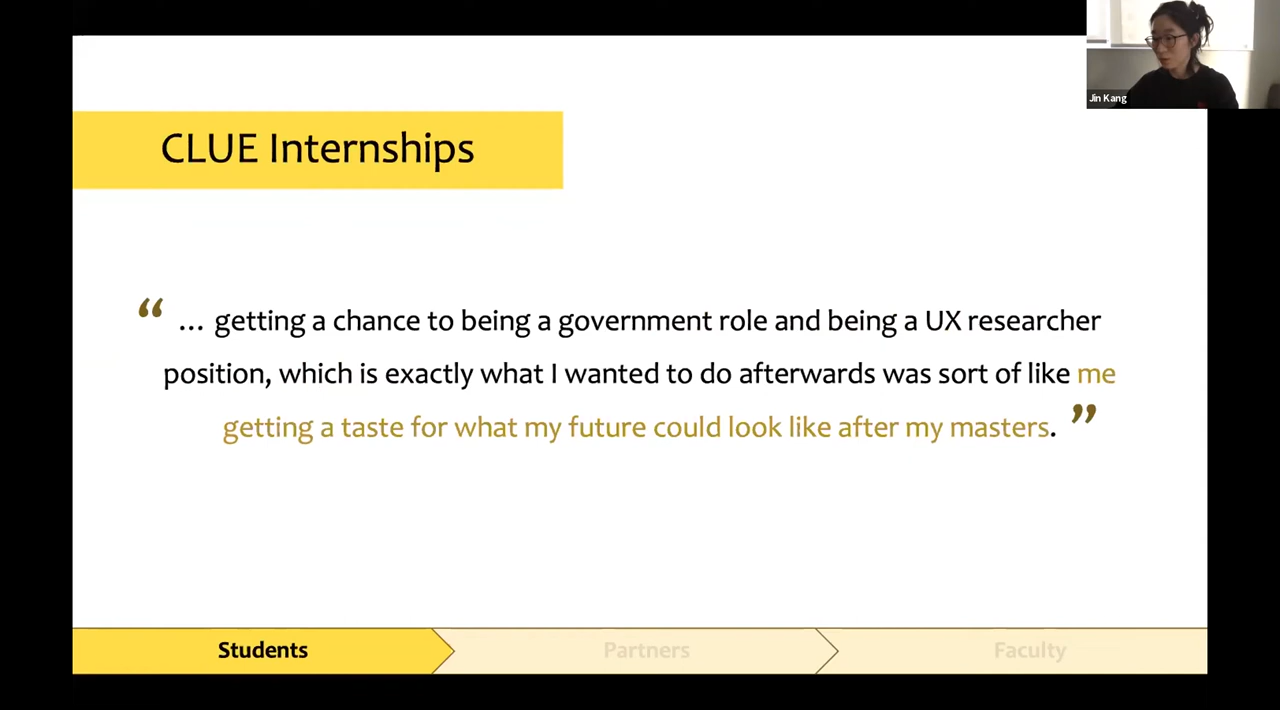 Jin Kang
CLUE Internships
“ ... getting a chance to being a government role and being a UX researcher
position, which is exactly what I wanted to do afterwards was sort of like me
getting a taste for what my future could look like after my masters. ”
Students
Partners
Faculty